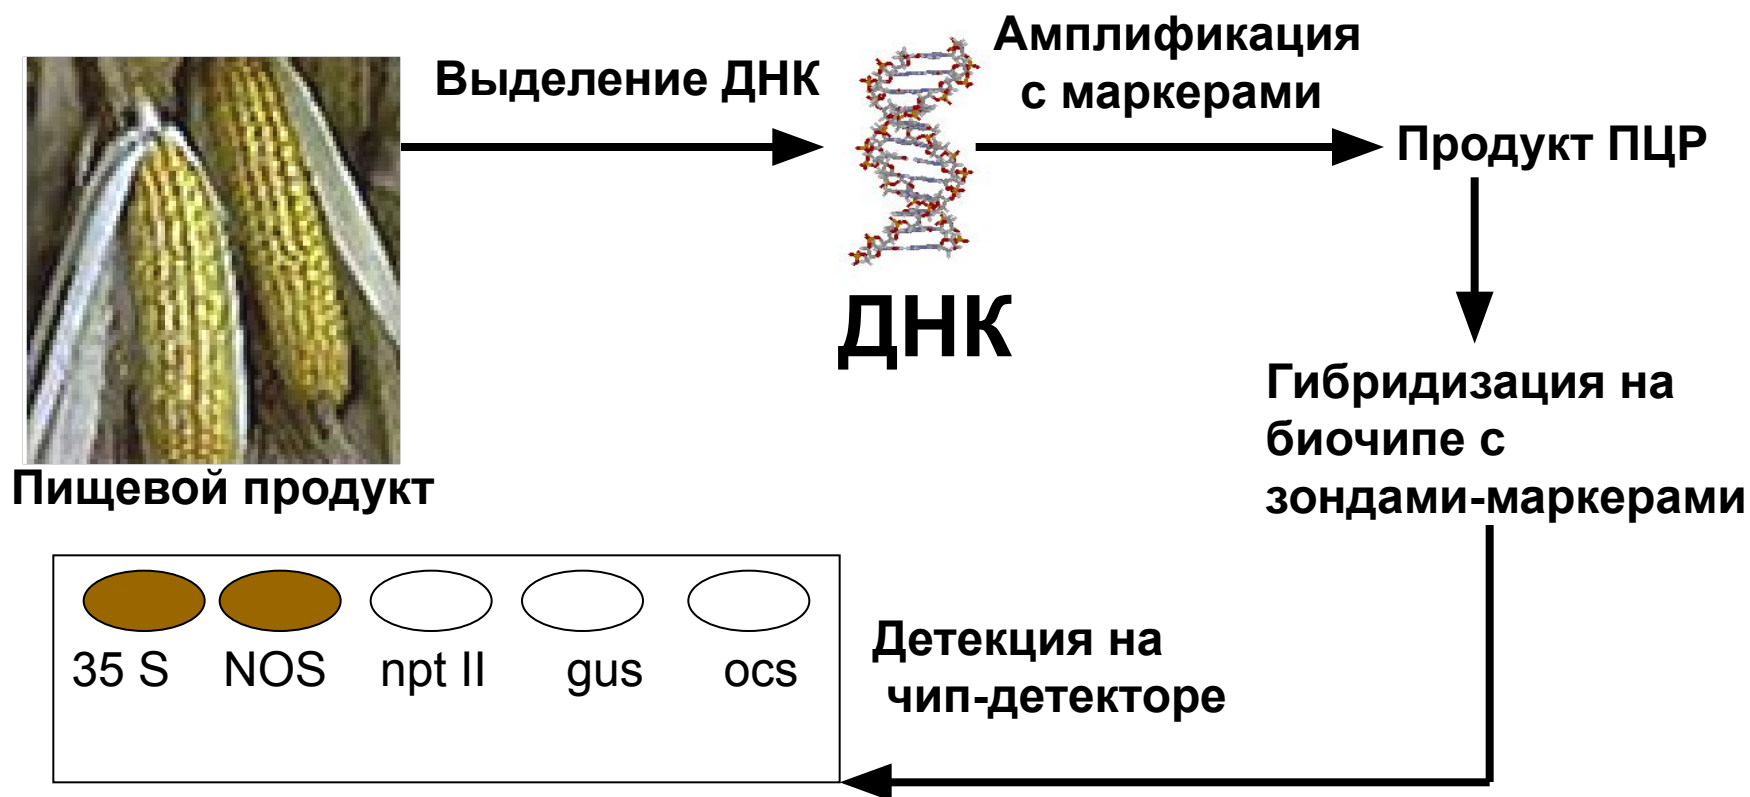 Выделение ДНК
Амплификация
с маркерами
Продукт ПЦР
ДНК
Гибридизация на
биочипе с
зондами-маркерами
Пищевой продукт
Детекция на
чип-детекторе
35 S NOS npt II gus ocs